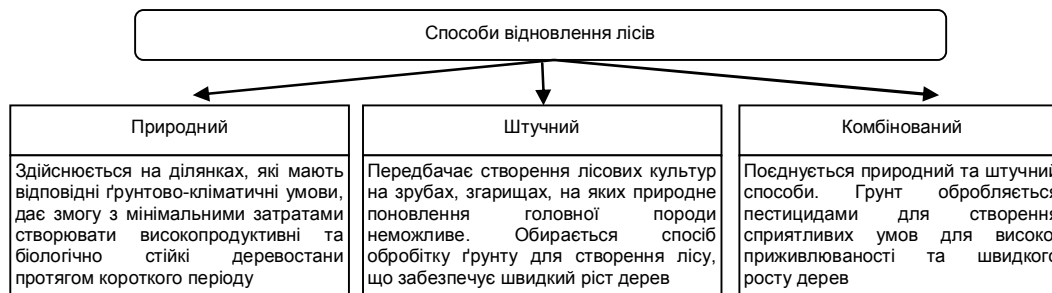 Способи відновлення лісів
Природний
Здійснюється на ділянках, які мають
відповідні ґрунтово-кліматичні умови,
дає змогу з мінімальними затратами
створювати високопродуктивні та
біологічно стійкі деревостани
протягом короткого періоду
Штучний
Передбачає створення лісових культур
на зрубах, згарищах, на яких природне
поновлення головної породи
неможливе. Обирається спосіб
обробітку ґрунту для створення лісу,
що забезпечує швидкий ріст дерев
Комбінований
Поєднується природний та штучний
способи. Грунт обробляється
пестицидами для створення
сприятливих умов для високо
приживлюваності та швидкого
росту дерев